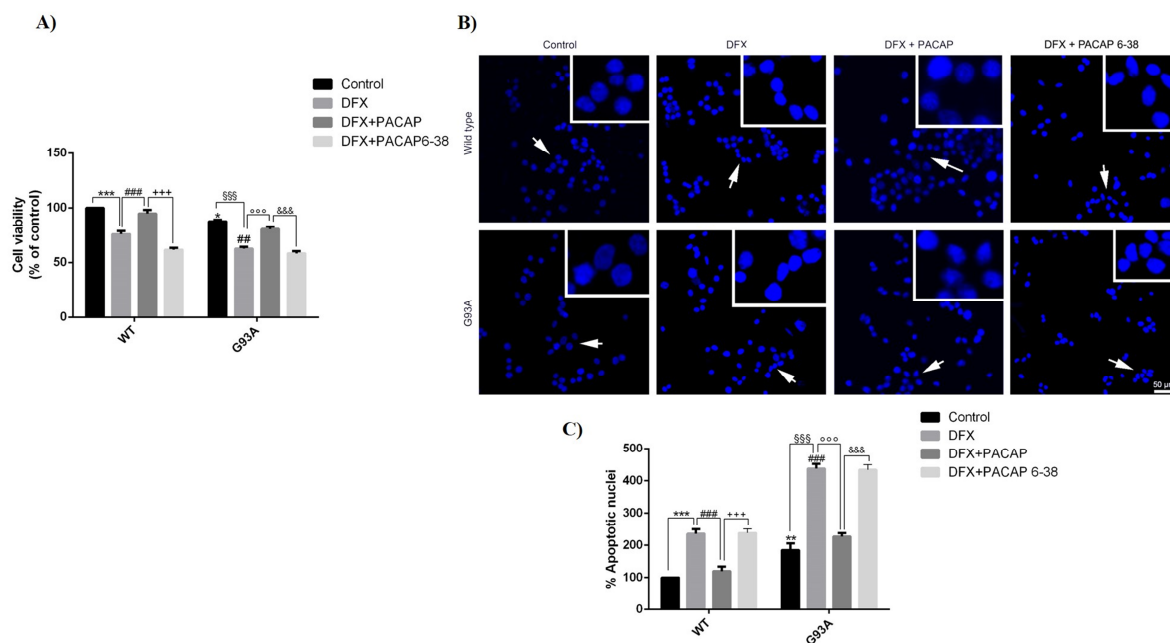 A)
Control
DFX
DFX+PACAP
DFX+PACAP6-38
Cell viability
(% of control)
150
100
50
0
*** ### +++
* §§§ ## °°° &&&
WT
G93A
B)
Control
DFX
DFX + PACAP
DFX + PACAP 6-38
Wild type
G93A
50 µm
C)
Control
DFX
DFX+PACAP
DFX+PACAP 6-38
% Apoptotic nuclei
500
400
300
200
100
0
*** ### +++
** §§§ ### °°° &&&
WT
G93A